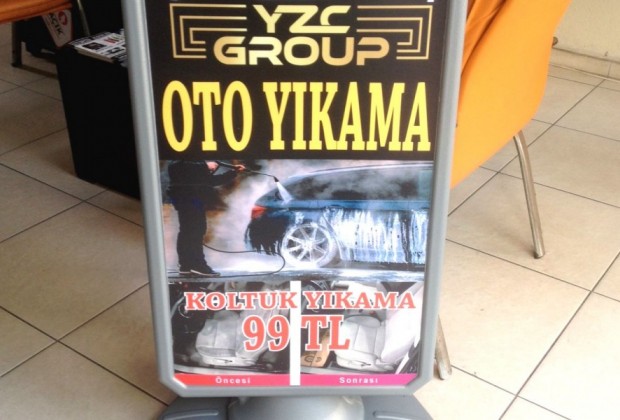 YZC
GROUP
OTO YIKAMA
KOLTUK YIKAMA
99 TL
Öncesi
Sonrası